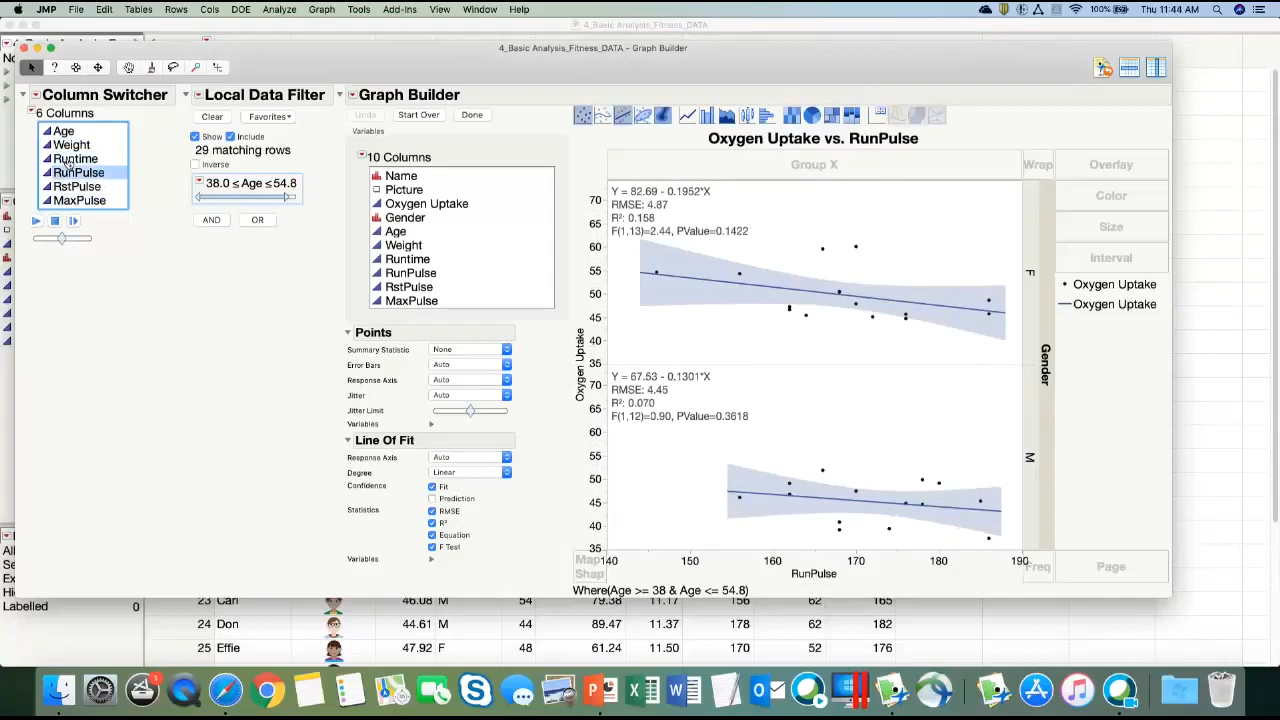 JMP File Edit Tables Rows Cols DOE Analyze Graph Tools Add-Ins View Window Help 100% Thu 11:44 AM
4_Basic Analysis_Fitness_DATA
4_Basic Analysis_Fitness_DATA - Graph Builder
Column Switcher
6 Columns
Age
Weight
Runtime
RunPulse
RstPulse
MaxPulse
Local Data Filter
Clear Favorites
Show Include
29 matching rows
Inverse
38.0 ≤ Age ≤ 54.8
AND OR
Graph Builder
Undo Start Over Done
Variables
10 Columns
Name
Picture
Oxygen Uptake
Gender
Age
Weight
Runtime
RunPulse
RstPulse
MaxPulse
Points
Summary Statistic None
Error Bars Auto
Response Axis Auto
Jitter Auto
Jitter Limit
Variables
Line Of Fit
Response Axis Auto
Degree Linear
Confidence Fit
Prediction
Statistics RMSE
R²
Equation
F Test
Variables
Oxygen Uptake vs. RunPulse
Group X
Wrap
Overlay
Color
Size
Interval
Oxygen Uptake
Oxygen Uptake
Y = 82.69 - 0.1952*X
RMSE: 4.87
R²: 0.158
F(1,13)=2.44, PValue=0.1422
70
65
60
55
50
45
40
35
F
Y = 67.53 - 0.1301*X
RMSE: 4.45
R²: 0.070
F(1,12)=0.90, PValue=0.3618
70
65
60
55
50
45
40
35
M
Gender
Oxygen Uptake
140 150 160 170 180 190
RunPulse
Map
Shap
Freq
Page
Where(Age >= 38 & Age <= 54.8)
Labelled 0
23 Carl 46.08 M 54 79.38 11.17 156 62 165
24 Don 44.61 M 44 89.47 11.37 178 62 182
25 Effie 47.92 F 48 61.24 11.50 170 52 176